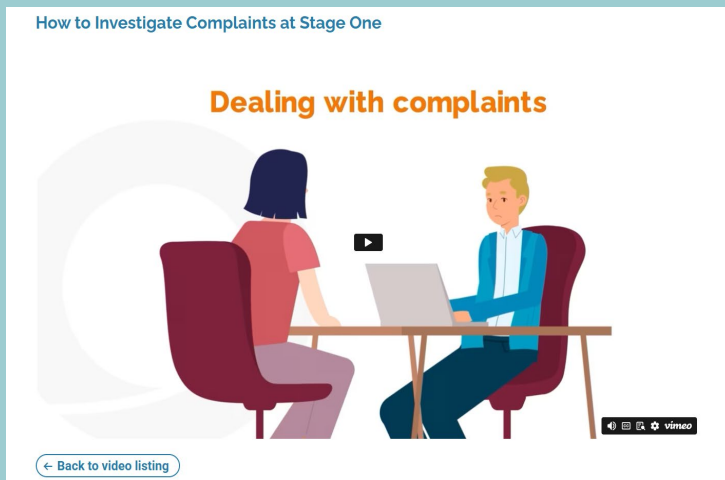 How to Investigate Complaints at Stage One
Dealing with complaints
vimeo
← Back to video listing